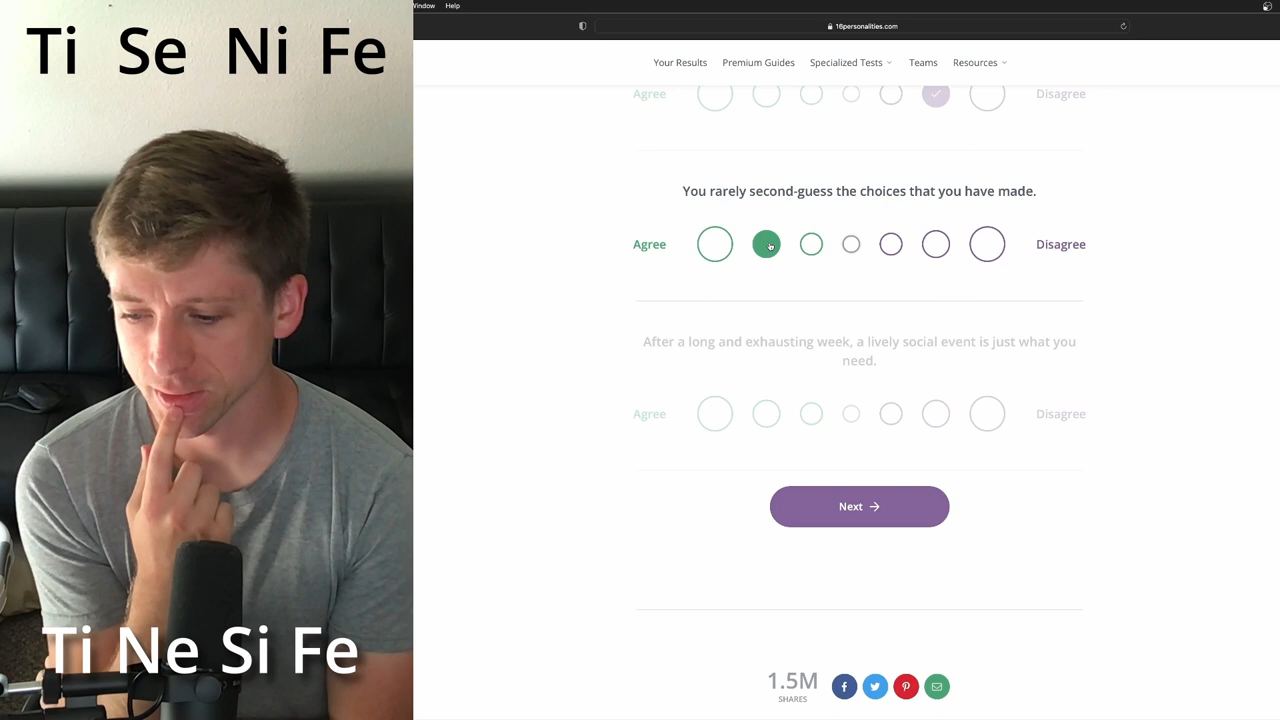 Ti Se Ni Fe
Ti Ne Si Fe
Window Help
16personalities.com
Your Results Premium Guides Specialized Tests Teams Resources
Agree Disagree
You rarely second-guess the choices that you have made.
Agree Disagree
After a long and exhausting week, a lively social event is just what you
need.
Agree Disagree
Next →
1.5M
SHARES